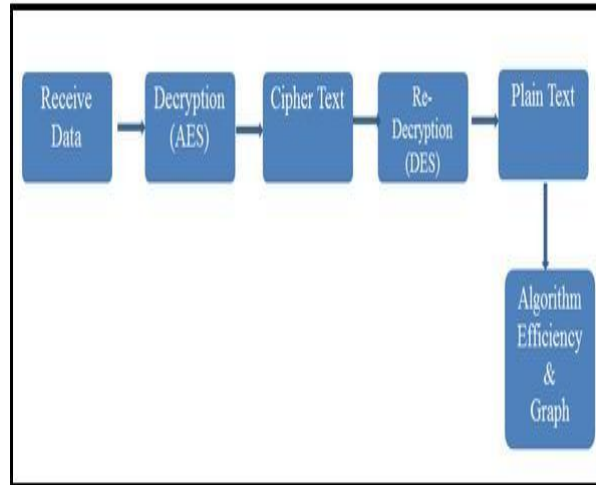 Receive
Data
Decryption
(AES)
Cipher Text
Re-
Decryption
(DES)
Plain Text
Algorithm
Efficiency
&
Graph